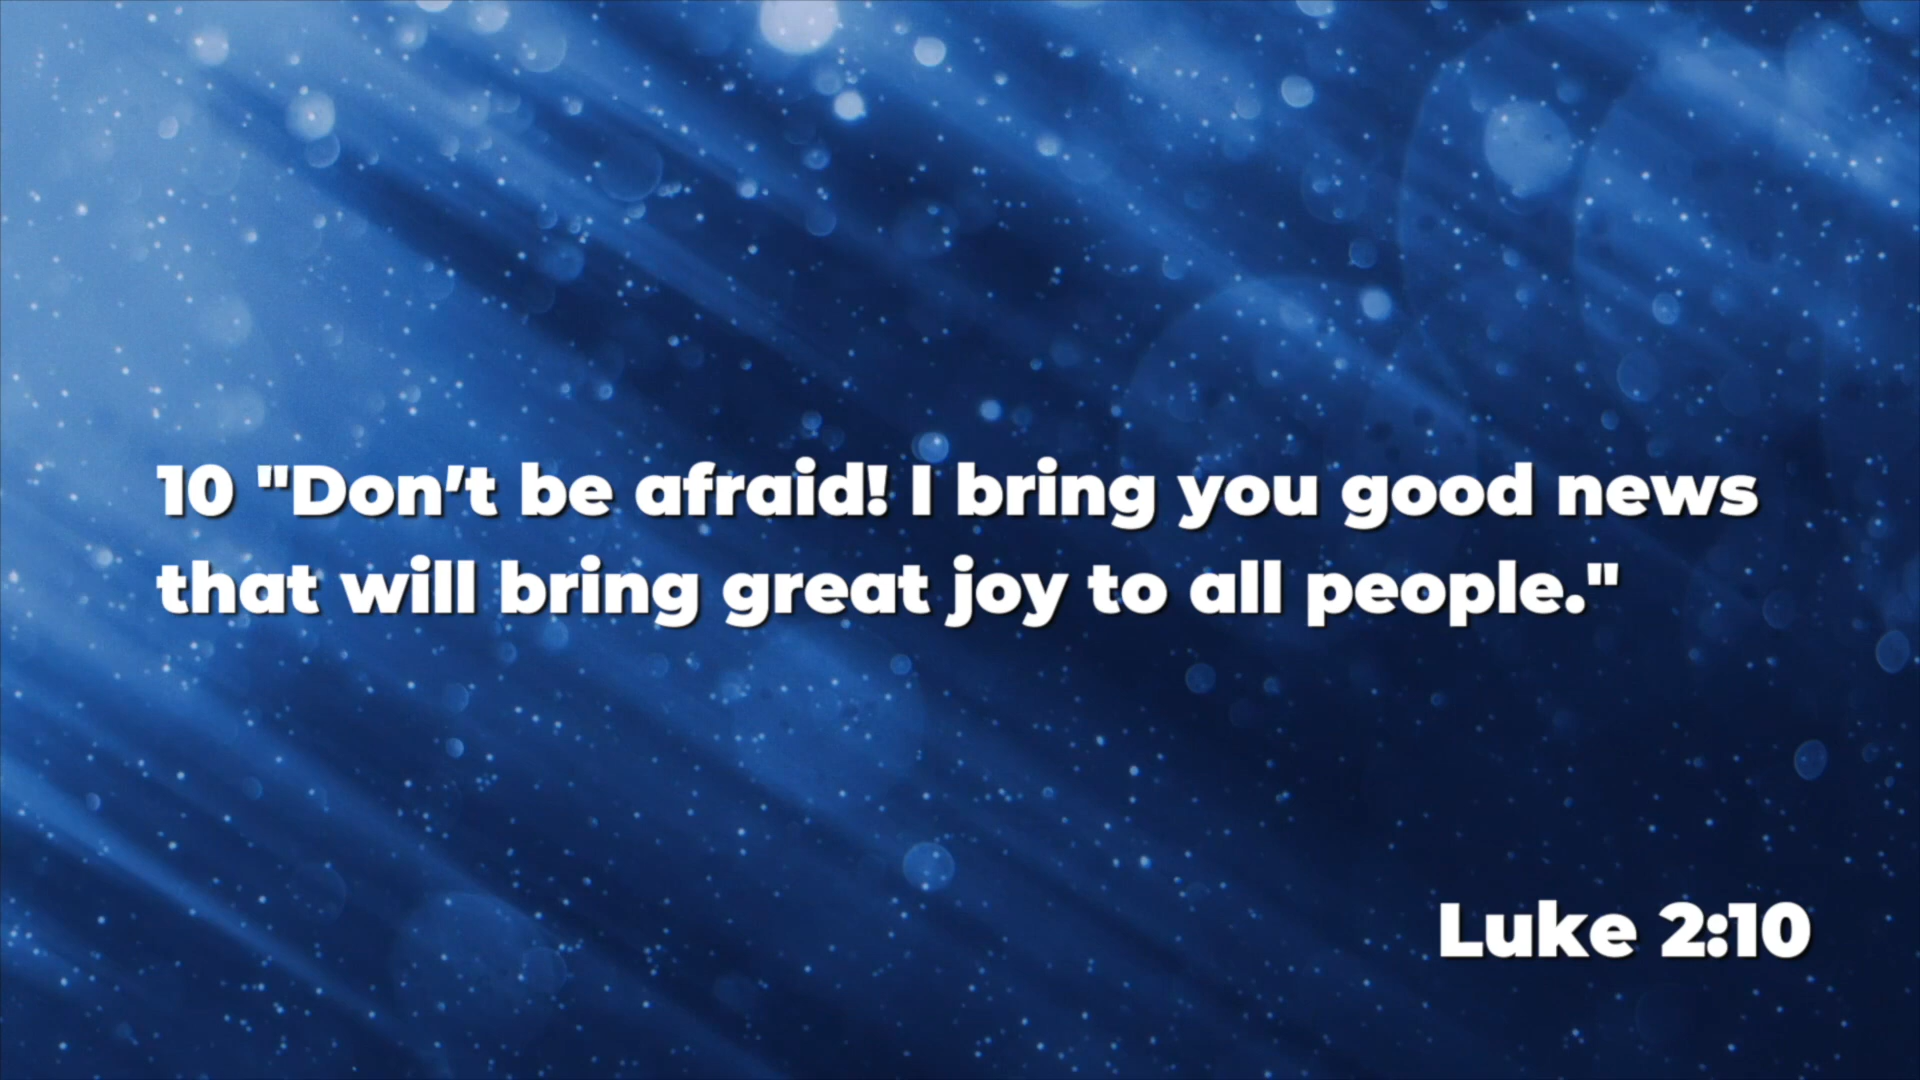 10 "Don’t be afraid! I bring you good news
that will bring great joy to all people."
Luke 2:10